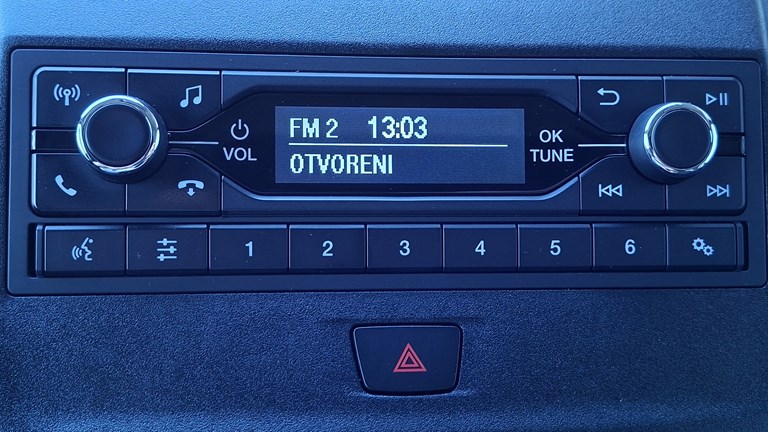 FM 2 13:03
OTVORENI
VOL
OK
TUNE
1 2 3 4 5 6